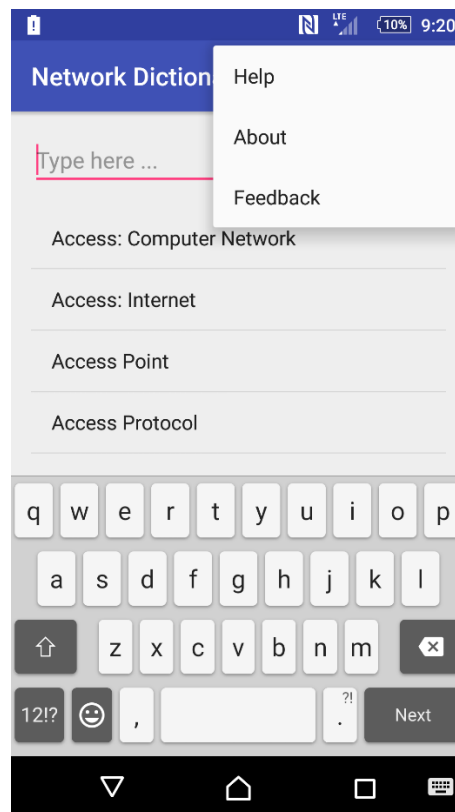 LTE 10% 9:20
Network Diction
Help
About
Feedback
Type here ...
Access: Computer Network
Access: Internet
Access Point
Access Protocol
q w e r t y u i o p
a s d f g h j k l
z x c v b n m
12!? , ?! . Next